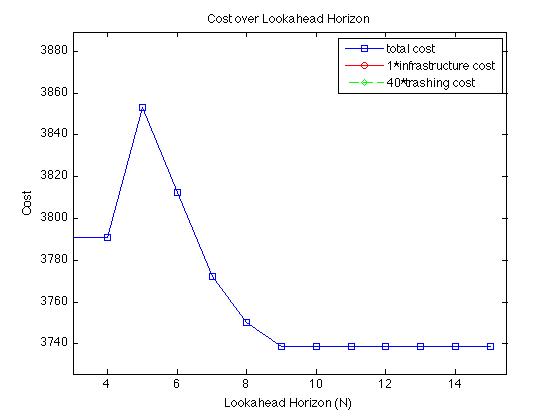 Cost over Lookahead Horizon
total cost
1*infrastructure cost
40*trashing cost
3880
3860
3840
3820
3800
3780
3760
3740
Cost
4 6 8 10 12 14
Lookahead Horizon (N)